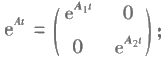 e^{At} = \begin{pmatrix} e^{A_1 t} & 0 \\ 0 & e^{A_2 t} \end{pmatrix};